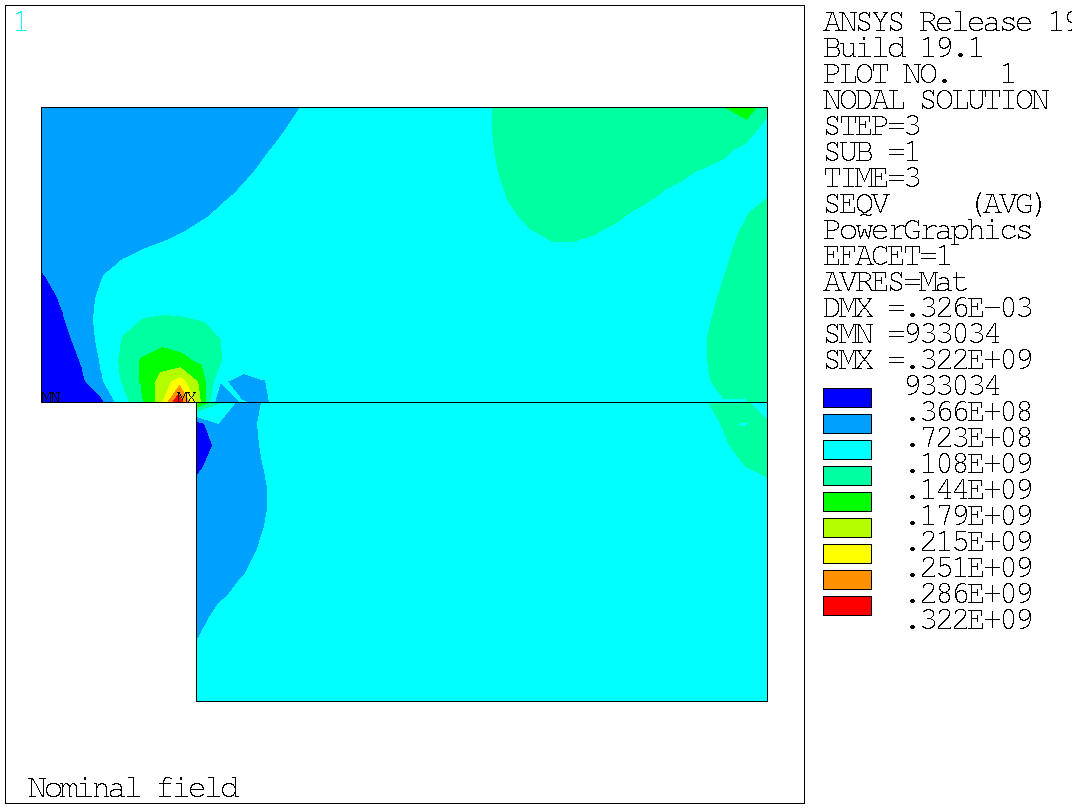 1
ANSYS Release 19
Build 19.1
PLOT NO.   1
NODAL SOLUTION
STEP=3
SUB =1
TIME=3
SEQV     (AVG)
PowerGraphics
EFACET=1
AVRES=Mat
DMX =.326E-03
SMN =933034
SMX =.322E+09
933034
.366E+08
.723E+08
.108E+09
.144E+09
.179E+09
.215E+09
.251E+09
.286E+09
.322E+09
MN
MX
Nominal field